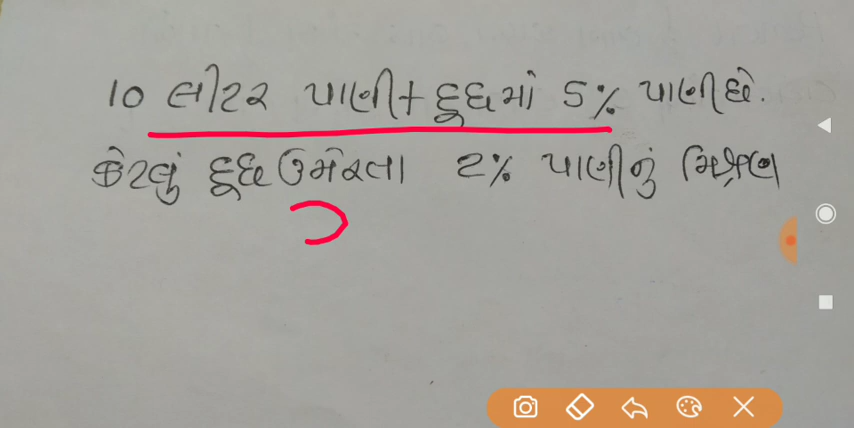 10 લીટર પાણી + દૂધમાં 5% પાણી છે.
કેટલું દૂધ ઉમેરતા 2% પાણીનું મિશ્રણ